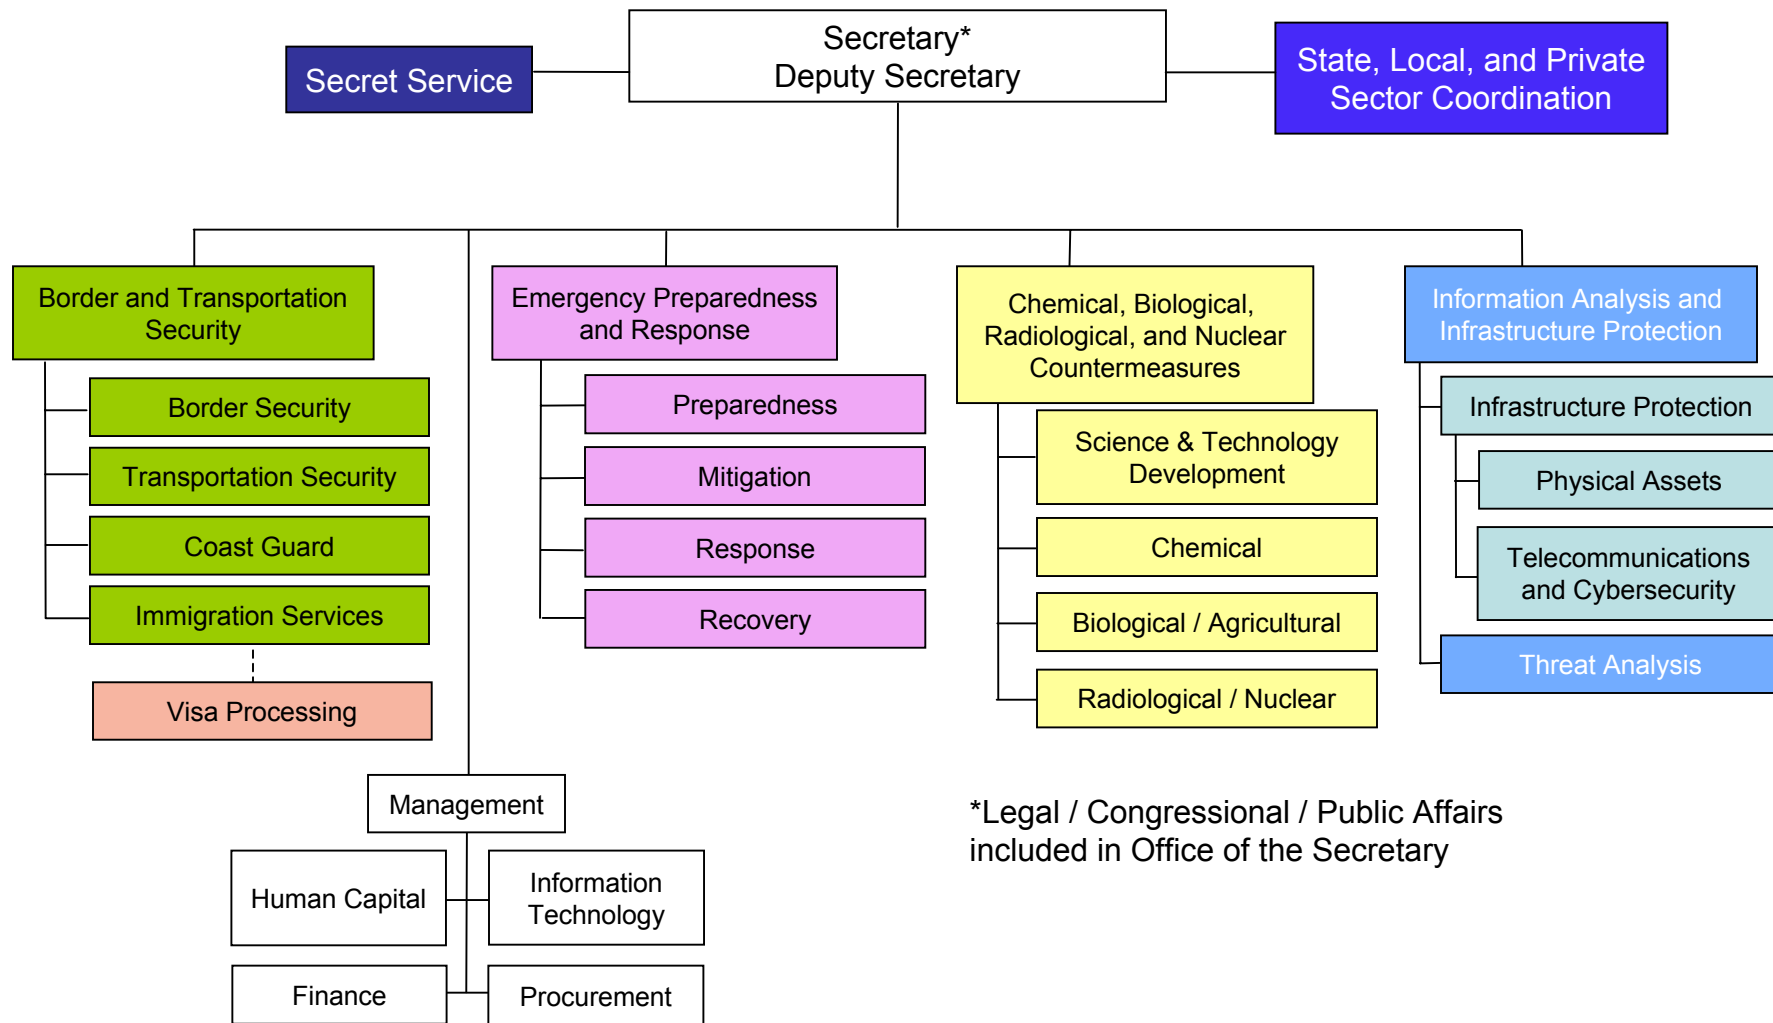 Secretary*
Deputy Secretary
Secret Service
State, Local, and Private
Sector Coordination
Border and Transportation
Security
Border Security
Transportation Security
Coast Guard
Immigration Services
Visa Processing
Emergency Preparedness
and Response
Preparedness
Mitigation
Response
Recovery
Chemical, Biological,
Radiological, and Nuclear
Countermeasures
Science & Technology
Development
Chemical
Biological / Agricultural
Radiological / Nuclear
Information Analysis and
Infrastructure Protection
Infrastructure Protection
Physical Assets
Telecommunications
and Cybersecurity
Threat Analysis
Management
Human Capital
Information
Technology
Finance
Procurement
*Legal / Congressional / Public Affairs
included in Office of the Secretary